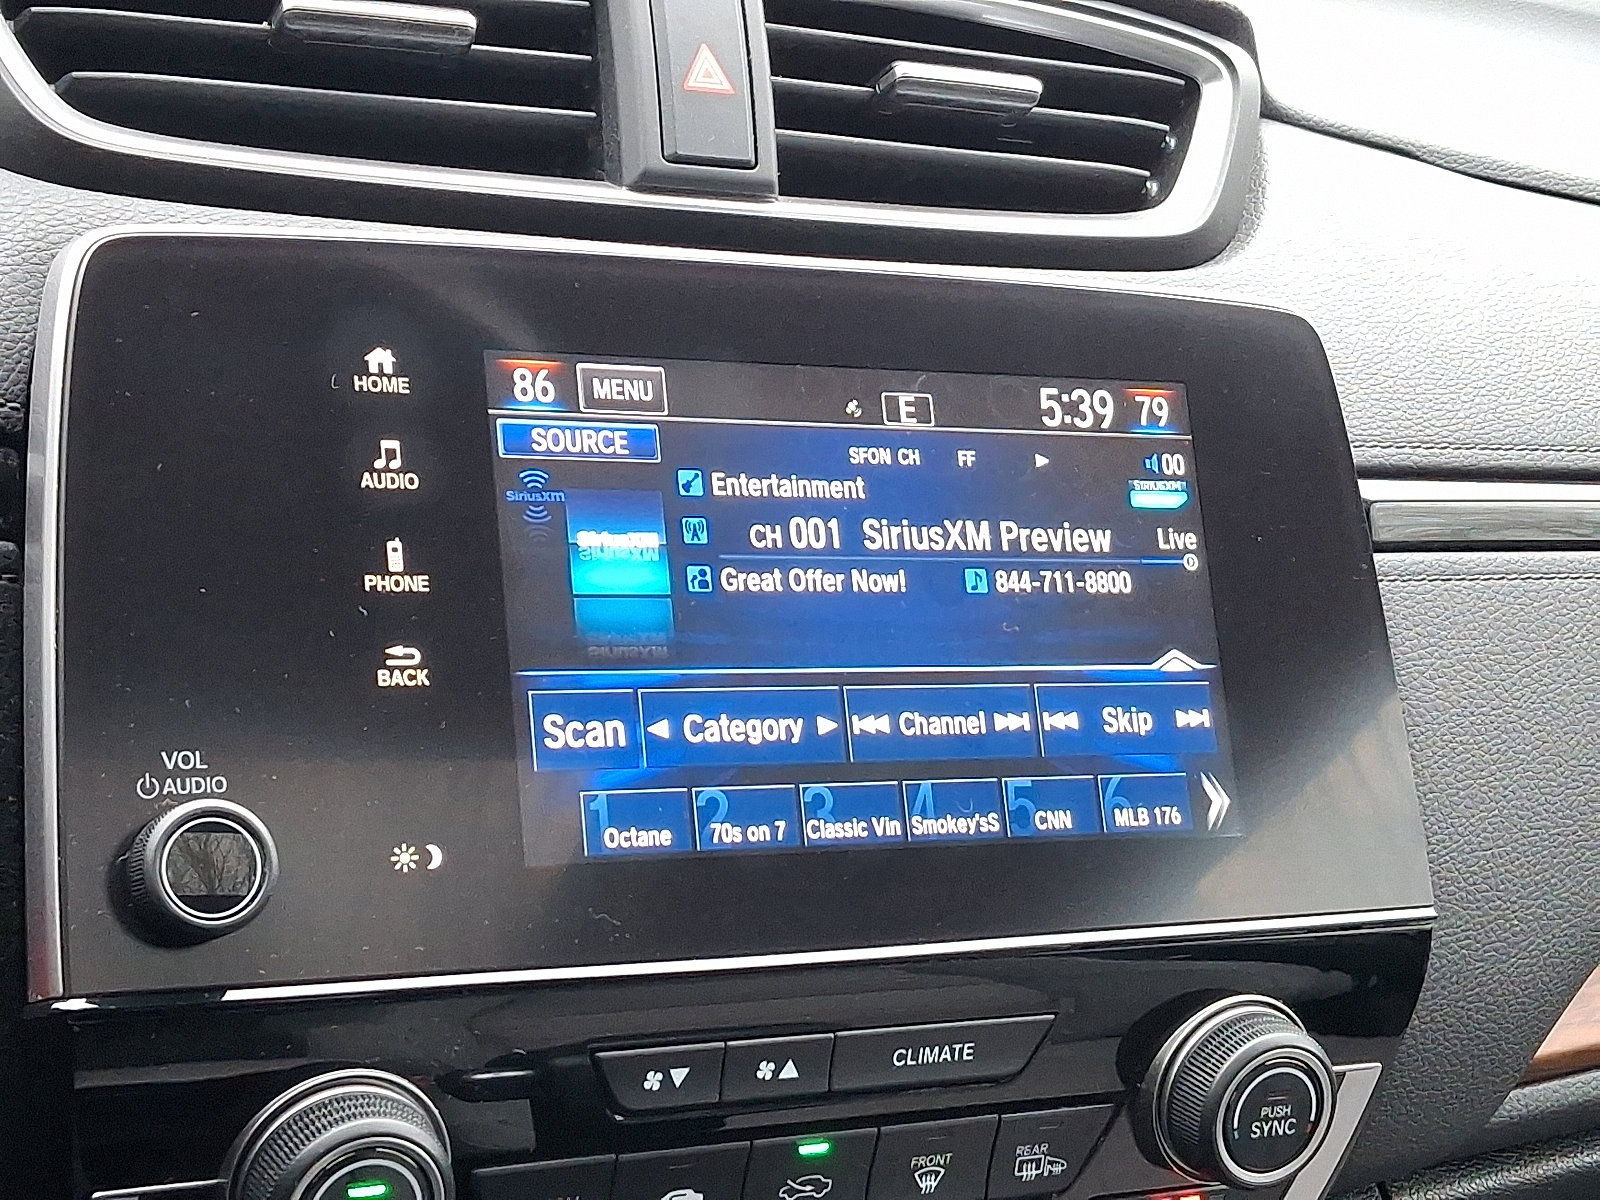 HOME
AUDIO
PHONE
BACK
VOL
AUDIO
86 MENU E 5:39 79
SOURCE
SFON CH FF 00
SiriusXM Entertainment SIRIUSXM
SiriusXM CH 001 SiriusXM Preview Live
Great Offer Now! 844-711-8800
Scan Category Channel Skip
1 Octane 2 70s on 7 3 Classic Vin 4 Smokey'sS 5 CNN 6 MLB 176
CLIMATE
PUSH
SYNC
FRONT
REAR